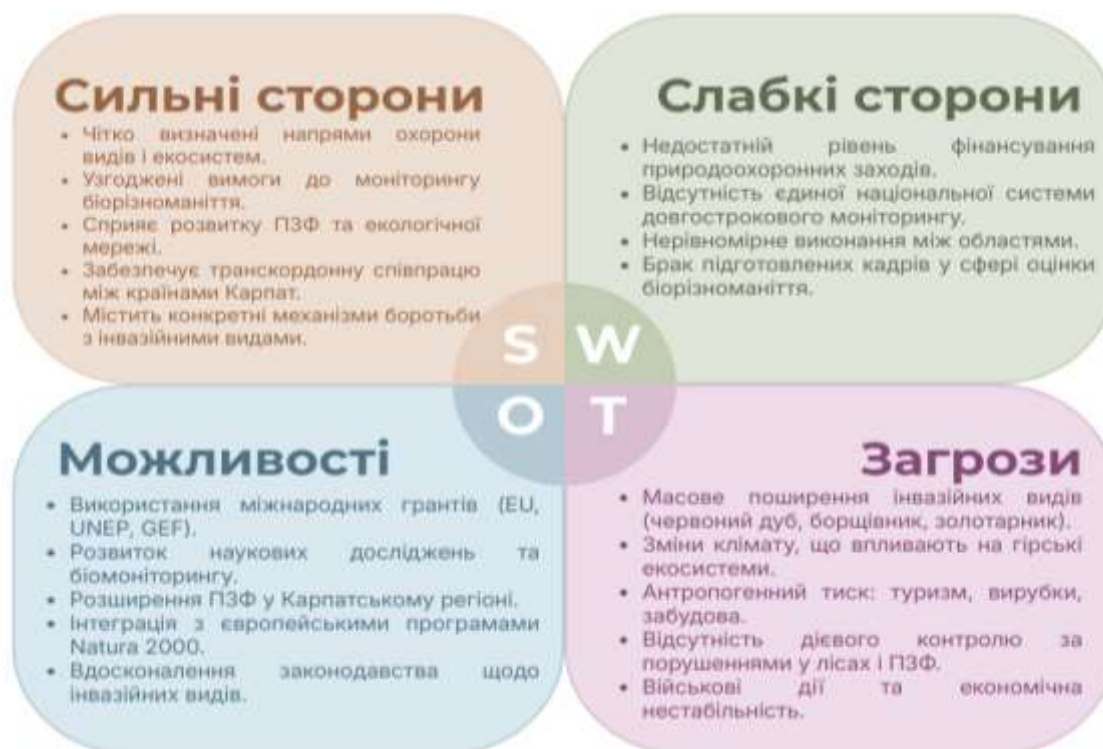 Сильні сторони
• Чітко визначені напрями охорони
видів і екосистем.
• Узгоджені вимоги до моніторингу
біорізноманіття.
• Сприяє розвитку ПЗФ та екологічної
мережі.
• Забезпечує транскордонну співпрацю
між країнами Карпат.
• Містить конкретні механізми боротьби
з інвазійними видами.
Слабкі сторони
• Недостатній рівень фінансування
природоохоронних заходів.
• Відсутність єдиної національної системи
довгострокового моніторингу.
• Нерівномірне виконання між областями.
• Брак підготовлених кадрів у сфері оцінки
біорізноманіття.
S W
O T
Можливості
• Використання міжнародних грантів (EU,
UNEP, GEF).
• Розвиток наукових досліджень та
біомоніторингу.
• Розширення ПЗФ у Карпатському регіоні.
• Інтеграція з європейськими програмами
Natura 2000.
• Вдосконалення законодавства щодо
інвазійних видів.
Загрози
• Масове поширення інвазійних видів
(червоний дуб, борщівник, золотарник).
• Зміни клімату, що впливають на гірські
екосистеми.
• Антропогенний тиск: туризм, вирубки,
забудова.
• Відсутність дієвого контролю за
порушеннями у лісах і ПЗФ.
• Військові дії та економічна
нестабільність.